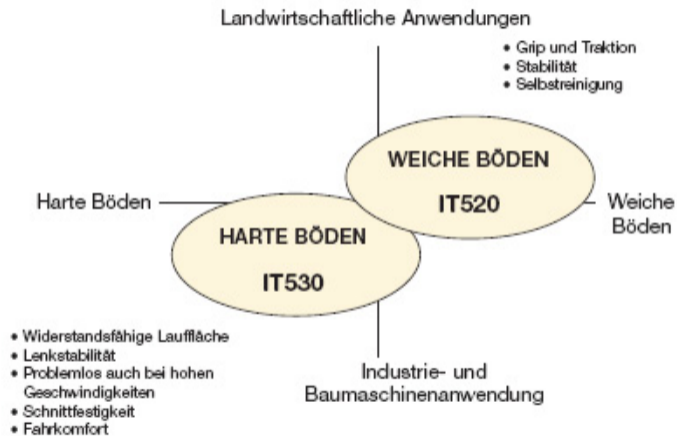 Landwirtschaftliche Anwendungen
• Grip und Traktion
• Stabilität
• Selbstreinigung
WEICHE BÖDEN
IT520
Harte Böden
Weiche
Böden
HARTE BÖDEN
IT530
• Widerstandsfähige Lauffläche
• Lenkstabilität
• Problemlos auch bei hohen
Geschwindigkeiten
• Schnittfestigkeit
• Fahrkomfort
Industrie- und
Baumaschinenanwendung